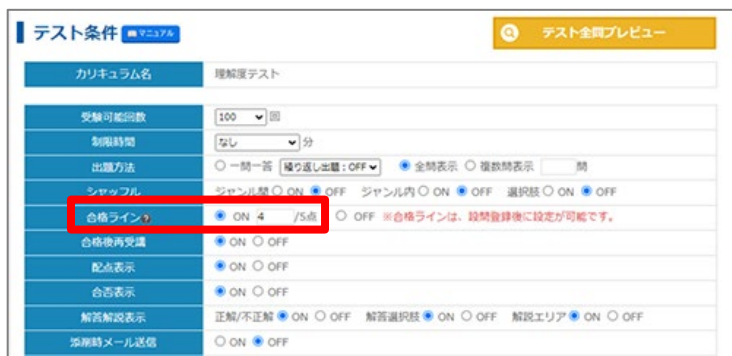 テスト条件 マニュアル
テスト全問プレビュー
カリキュラム名 理解度テスト
受験可能回数 100 回
制限時間 なし 分
出題方法 一問一答 繰り返し出題：OFF 全問表示 複数問表示 問
シャッフル ジャンル間 ON OFF ジャンル内 ON OFF 選択肢 ON OFF
合格ライン ? ON 4 /5点 OFF ※合格ラインは、設問登録後に設定が可能です。
合格後再受講 ON OFF
配点表示 ON OFF
合否表示 ON OFF
解答解説表示 正解/不正解 ON OFF 解答選択肢 ON OFF 解説エリア ON OFF
添削時メール送信 ON OFF